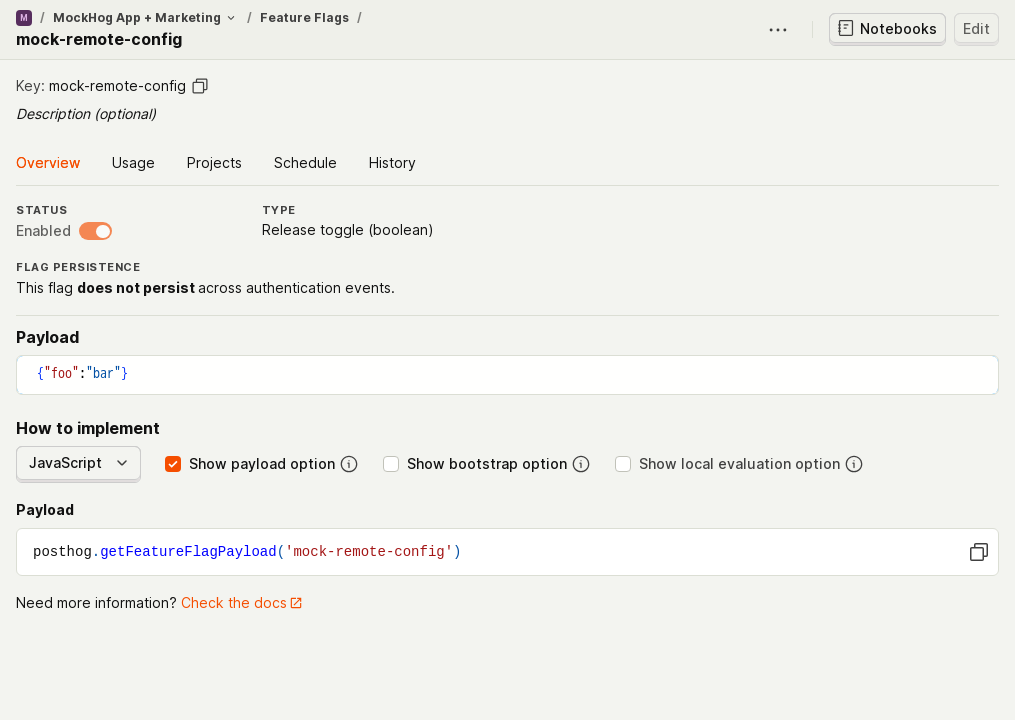 M / MockHog App + Marketing / Feature Flags /
mock-remote-config
Notebooks
Edit
Key: mock-remote-config
Description (optional)
Overview Usage Projects Schedule History
STATUS TYPE
Enabled Release toggle (boolean)
FLAG PERSISTENCE
This flag does not persist across authentication events.
Payload
{"foo":"bar"}
How to implement
JavaScript Show payload option Show bootstrap option Show local evaluation option
Payload
posthog.getFeatureFlagPayload('mock-remote-config')
Need more information? Check the docs